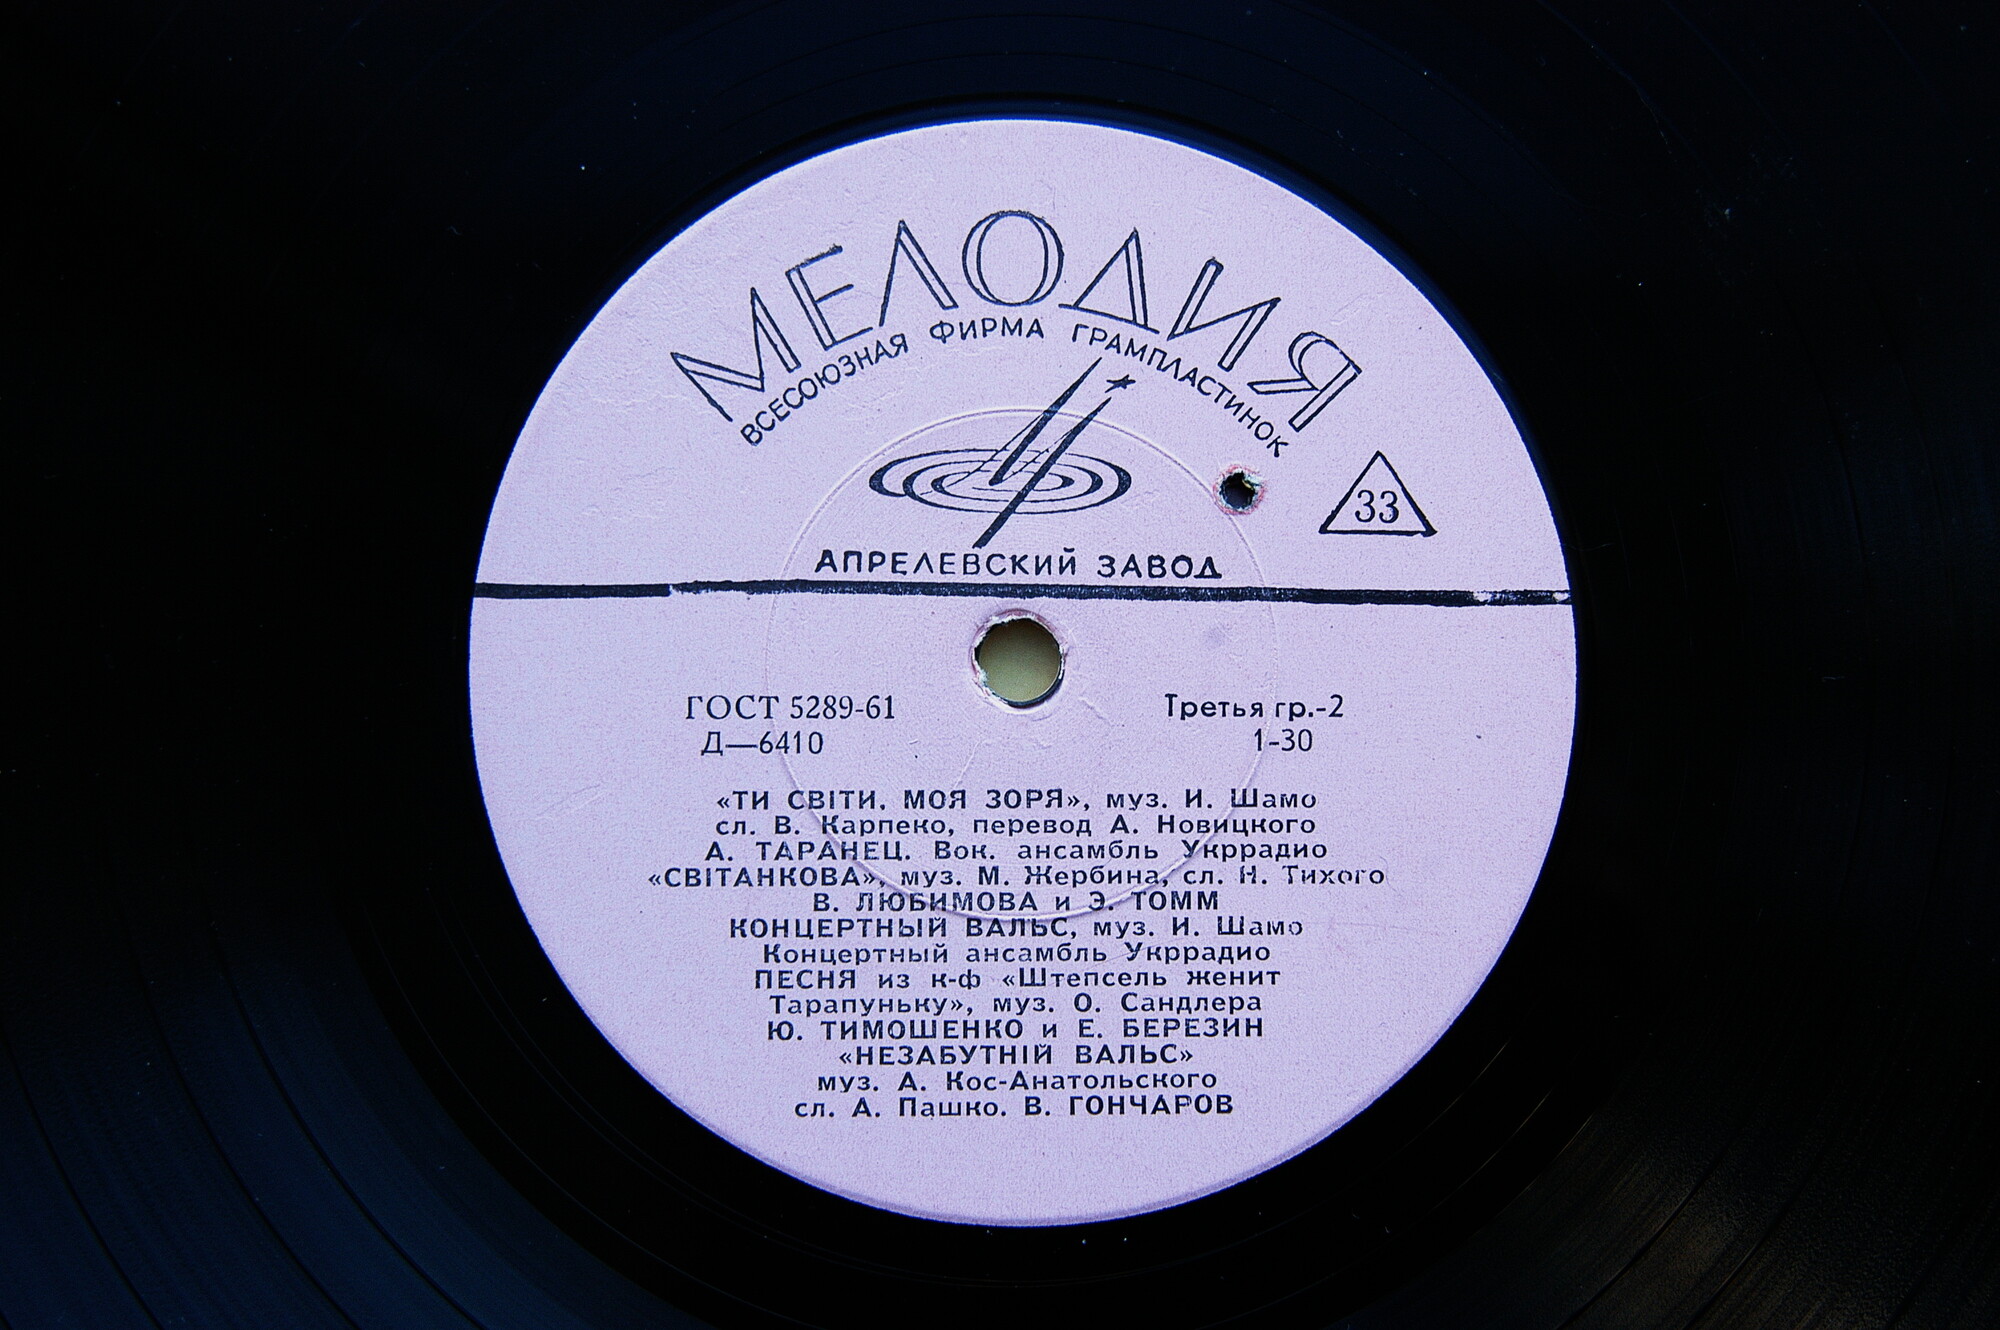 МЕЛОДИЯ
ВСЕСОЮЗНАЯ ФИРМА ГРАМПЛАСТИНОК
33
АПРЕЛЕВСКИЙ ЗАВОД
ГОСТ 5289-61 Третья гр.-2
Д—6410 1-30
«ТИ СВІТИ, МОЯ ЗОРЯ», муз. И. Шамо
сл. В. Карпеко, перевод А. Новицкого
А. ТАРАНЕЦ. Вок. ансамбль Укррадио
«СВІТАНКОВА», муз. М. Жербина, сл. Н. Тихого
В. ЛЮБИМОВА и Э. ТОММ
КОНЦЕРТНЫЙ ВАЛЬС, муз. И. Шамо
Концертный ансамбль Укррадио
ПЕСНЯ из к-ф «Штепсель женит
Тарапуньку», муз. О. Сандлера
Ю. ТИМОШЕНКО и Е. БЕРЕЗИН
«НЕЗАБУТНІЙ ВАЛЬС»
муз. А. Кос-Анатольского
сл. А. Пашко. В. ГОНЧАРОВ